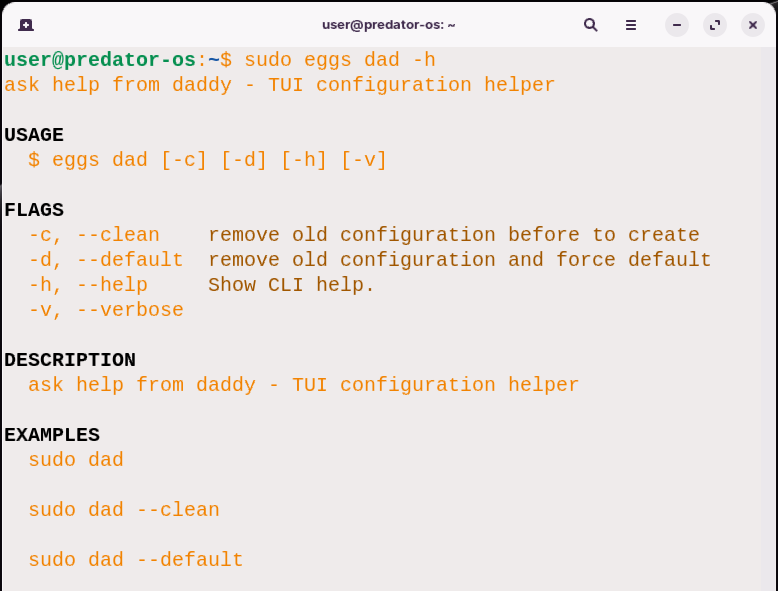 user@predator-os: ~
user@predator-os:~$ sudo eggs dad -h
ask help from daddy - TUI configuration helper
USAGE
$ eggs dad [-c] [-d] [-h] [-v]
FLAGS
-c, --clean    remove old configuration before to create
-d, --default  remove old configuration and force default
-h, --help     Show CLI help.
-v, --verbose
DESCRIPTION
ask help from daddy - TUI configuration helper
EXAMPLES
sudo dad
sudo dad --clean
sudo dad --default